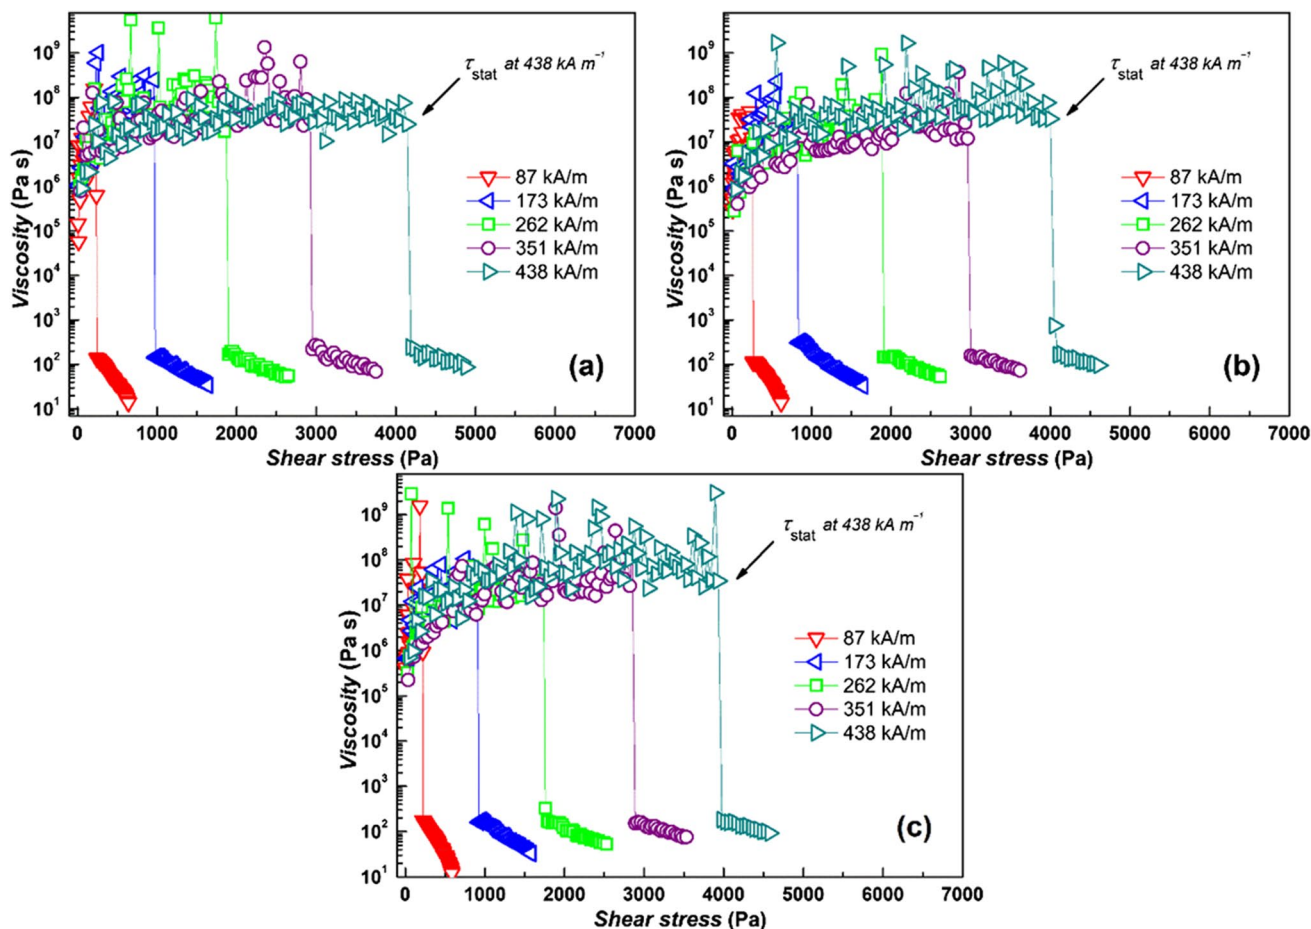 10⁹
10⁸
10⁷
10⁶
10⁵
10⁴
10³
10²
10¹
Viscosity (Pa s)
τstat at 438 kA m⁻¹
87 kA/m
173 kA/m
262 kA/m
351 kA/m
438 kA/m
(a)
0 1000 2000 3000 4000 5000 6000 7000
Shear stress (Pa)
10⁹
10⁸
10⁷
10⁶
10⁵
10⁴
10³
10²
10¹
Viscosity (Pa s)
τstat at 438 kA m⁻¹
87 kA/m
173 kA/m
262 kA/m
351 kA/m
438 kA/m
(b)
0 1000 2000 3000 4000 5000 6000 7000
Shear stress (Pa)
10⁹
10⁸
10⁷
10⁶
10⁵
10⁴
10³
10²
10¹
Viscosity (Pa s)
τstat at 438 kA m⁻¹
87 kA/m
173 kA/m
262 kA/m
351 kA/m
438 kA/m
(c)
0 1000 2000 3000 4000 5000 6000 7000
Shear stress (Pa)